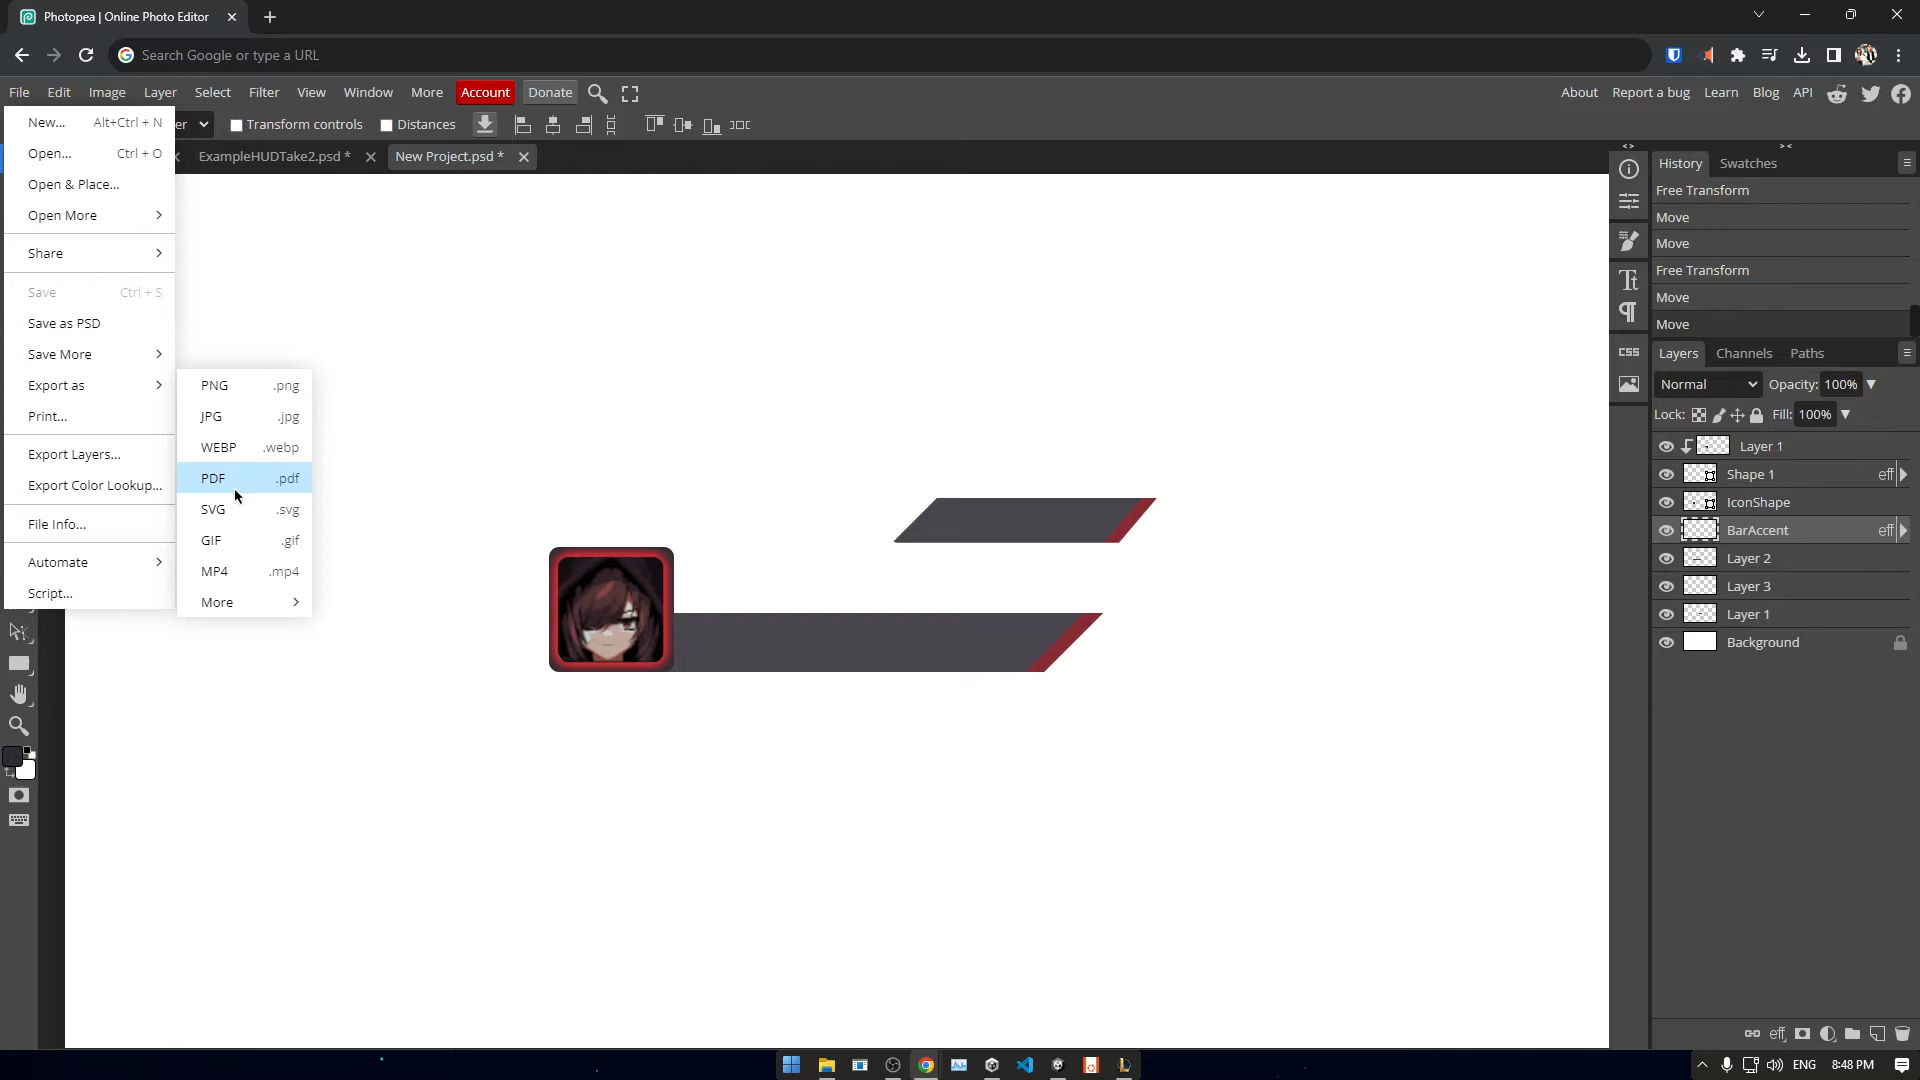 Photopea | Online Photo Editor
Search Google or type a URL
File Edit Image Layer Select Filter View Window More Account Donate About Report a bug Learn Blog API
er Transform controls Distances
ExampleHUDTake2.psd * New Project.psd *
New... Alt+Ctrl + N
Open... Ctrl + O
Open & Place...
Open More
Share
Save Ctrl + S
Save as PSD
Save More
Export as
Print...
Export Layers...
Export Color Lookup...
File Info...
Automate
Script...
PNG .png
JPG .jpg
WEBP .webp
PDF .pdf
SVG .svg
GIF .gif
MP4 .mp4
More
CSS
History Swatches
Free Transform
Move
Move
Free Transform
Move
Move
Layers Channels Paths
Normal Opacity: 100%
Lock: Fill: 100%
Layer 1
Shape 1 eff
IconShape
BarAccent eff
Layer 2
Layer 3
Layer 1
Background
eff
ENG 8:48 PM